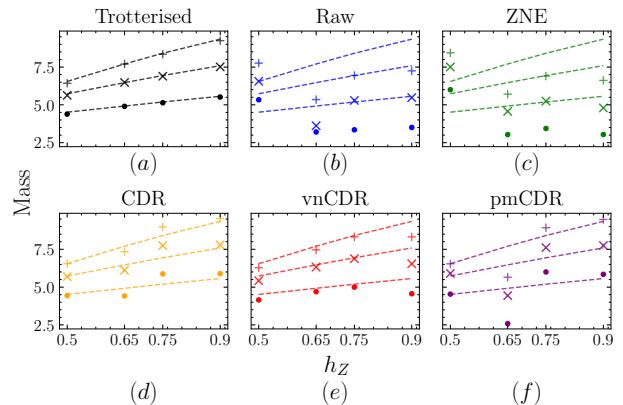 Trotterised Raw ZNE
7.5
5.0
2.5
(a) (b) (c)
Mass
CDR vnCDR pmCDR
7.5
5.0
2.5
0.5 0.65 0.75 0.9 0.5 0.65 0.75 0.9 0.5 0.65 0.75 0.9
h_Z
(d) (e) (f)